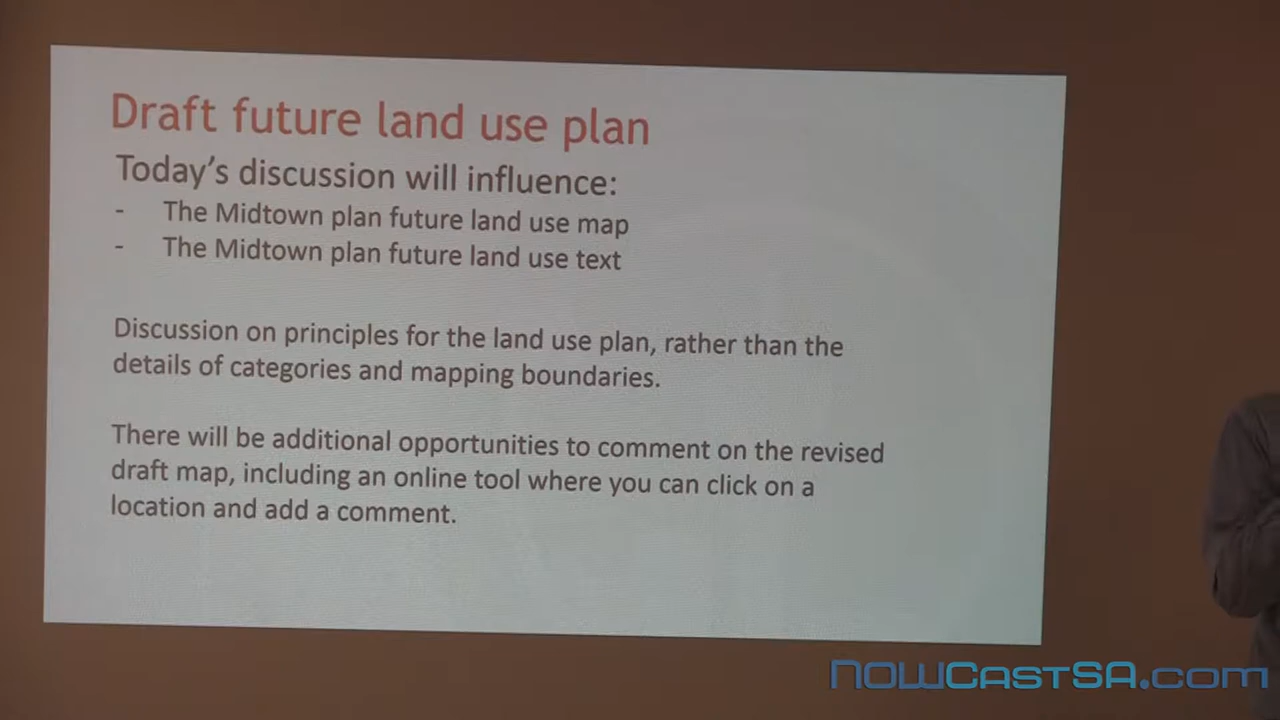 Draft future land use plan
Today's discussion will influence:
- The Midtown plan future land use map
- The Midtown plan future land use text
Discussion on principles for the land use plan, rather than the
details of categories and mapping boundaries.
There will be additional opportunities to comment on the revised
draft map, including an online tool where you can click on a
location and add a comment.
NOWCASTSA.com